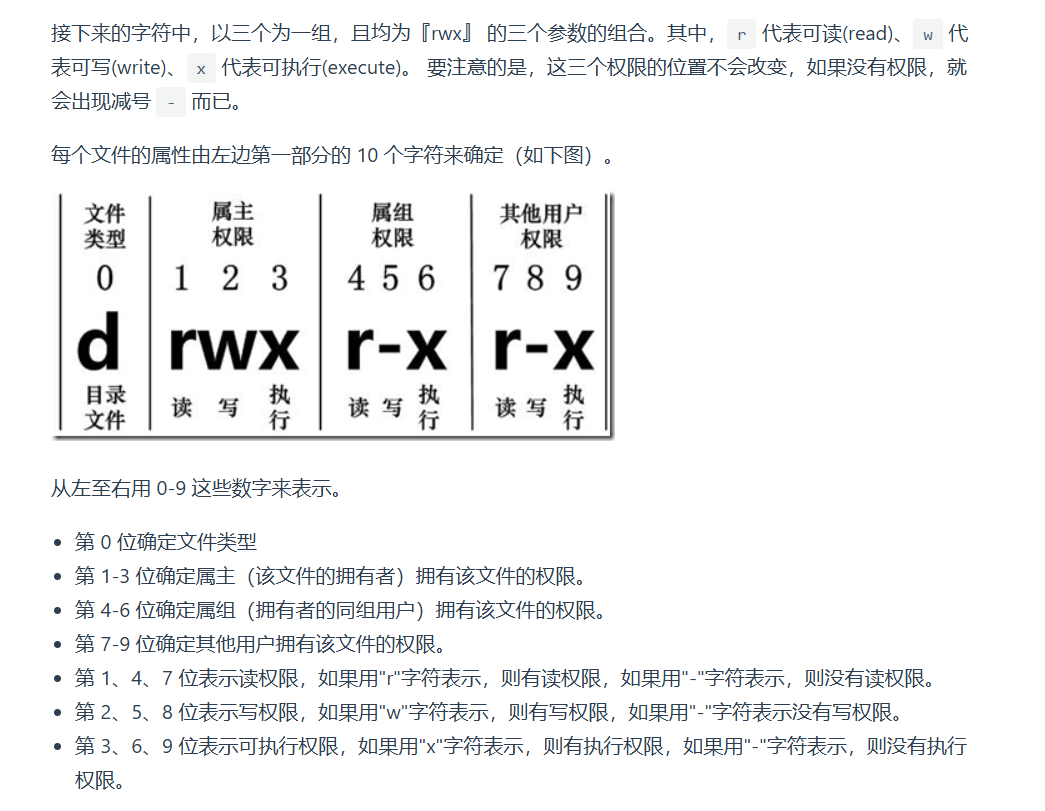 接下来的字符中，以三个为一组，且均为『rwx』 的三个参数的组合。其中， r 代表可读(read)、 w 代
表可写(write)、 x 代表可执行(execute)。 要注意的是，这三个权限的位置不会改变，如果没有权限，就
会出现减号 - 而已。
每个文件的属性由左边第一部分的 10 个字符来确定（如下图）。
文件 属主 属组 其他用户
类型 权限 权限 权限
0 1 2 3 4 5 6 7 8 9
d rwx r-x r-x
目录 读 写 执 读 写 执 读 写 执
文件 行 行 行
从左至右用 0-9 这些数字来表示。
• 第 0 位确定文件类型
• 第 1-3 位确定属主（该文件的拥有者）拥有该文件的权限。
• 第 4-6 位确定属组（拥有者的同组用户）拥有该文件的权限。
• 第 7-9 位确定其他用户拥有该文件的权限。
• 第 1、4、7 位表示读权限，如果用"r"字符表示，则有读权限，如果用"-"字符表示，则没有读权限。
• 第 2、5、8 位表示写权限，如果用"w"字符表示，则有写权限，如果用"-"字符表示没有写权限。
• 第 3、6、9 位表示可执行权限，如果用"x"字符表示，则有执行权限，如果用"-"字符表示，则没有执行
权限。